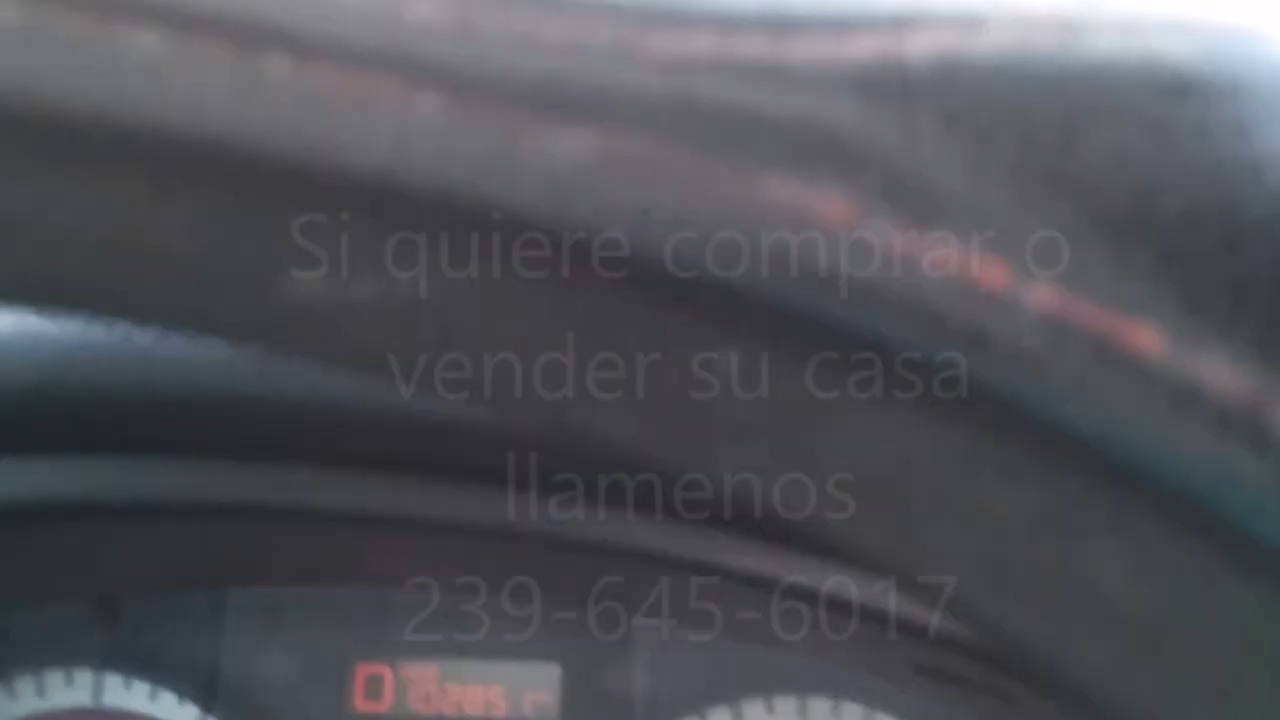 Si quiere comprar o
vender su casa
llamenos
239-645-6017
D